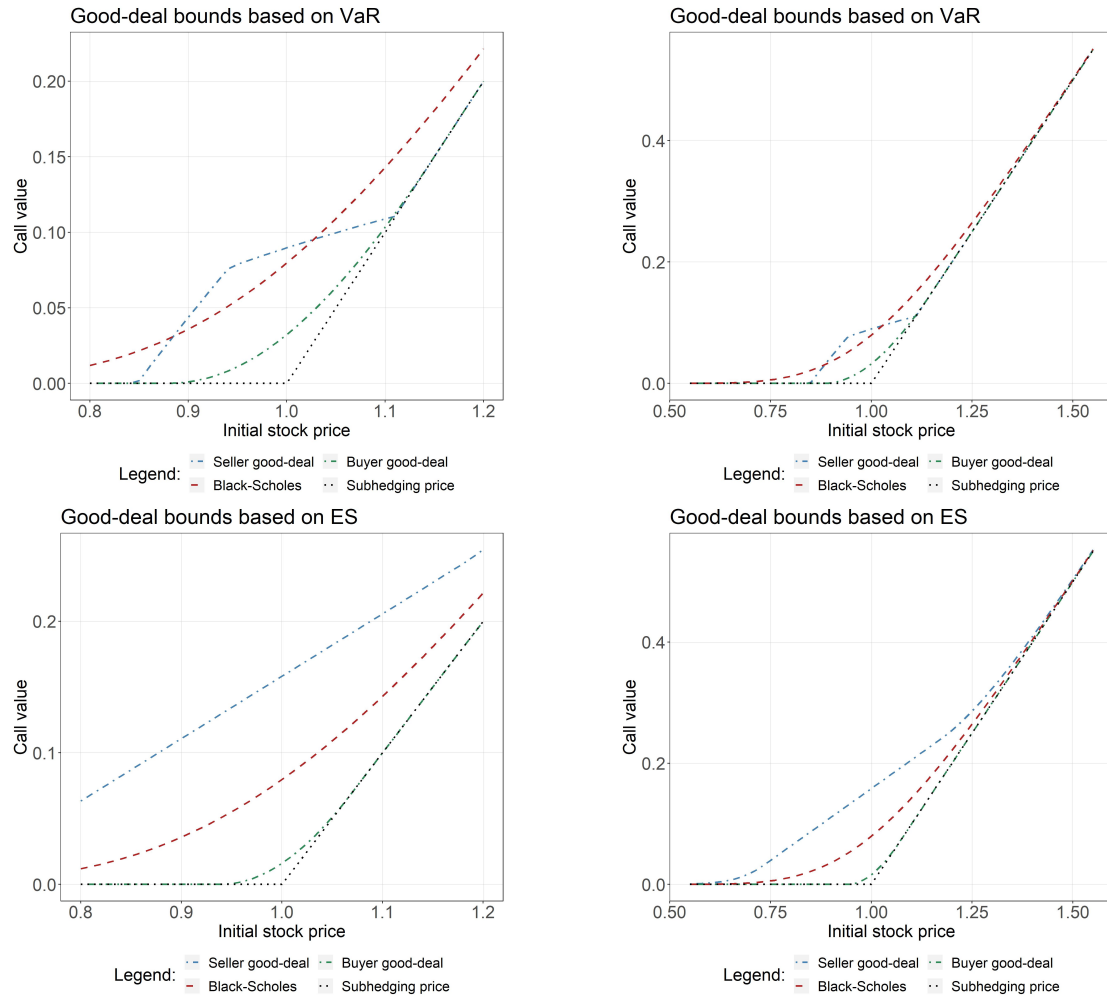 Good-deal bounds based on VaR
Call value
0.20
0.15
0.10
0.05
0.00
0.8 0.9 1.0 1.1 1.2
Initial stock price
Legend: Seller good-deal Buyer good-deal
Black-Scholes Subhedging price
Good-deal bounds based on VaR
Call value
0.4
0.2
0.0
0.50 0.75 1.00 1.25 1.50
Initial stock price
Legend: Seller good-deal Buyer good-deal
Black-Scholes Subhedging price
Good-deal bounds based on ES
Call value
0.2
0.1
0.0
0.8 0.9 1.0 1.1 1.2
Initial stock price
Legend: Seller good-deal Buyer good-deal
Black-Scholes Subhedging price
Good-deal bounds based on ES
Call value
0.4
0.2
0.0
0.50 0.75 1.00 1.25 1.50
Initial stock price
Legend: Seller good-deal Buyer good-deal
Black-Scholes Subhedging price